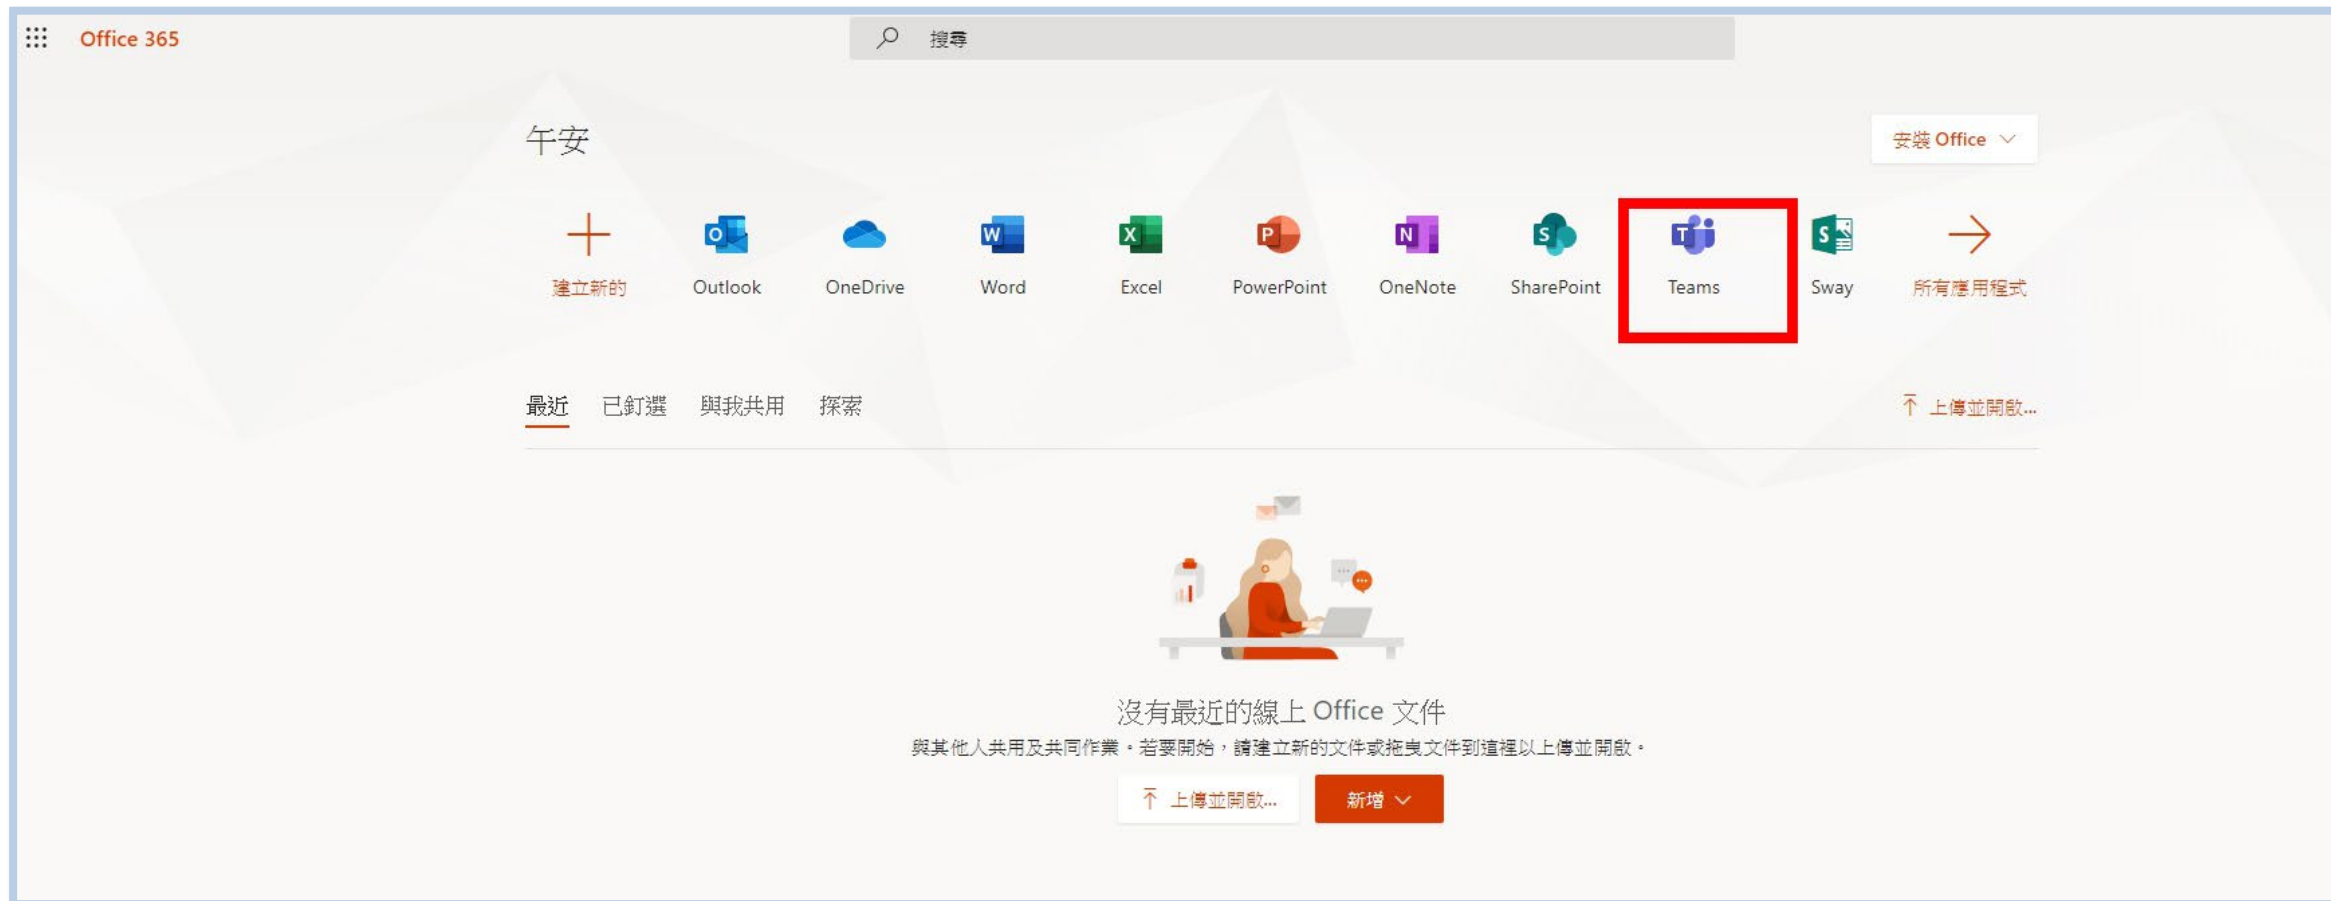 Office 365
搜尋
午安
安裝 Office
建立新的 Outlook OneDrive Word Excel PowerPoint OneNote SharePoint Teams Sway 所有應用程式
最近 已釘選 與我共用 探索 上傳並開啟...
沒有最近的線上 Office 文件
與其他人共用及共同作業。若要開始，請建立新的文件或拖曳文件到這裡以上傳並開啟。
上傳並開啟... 新增